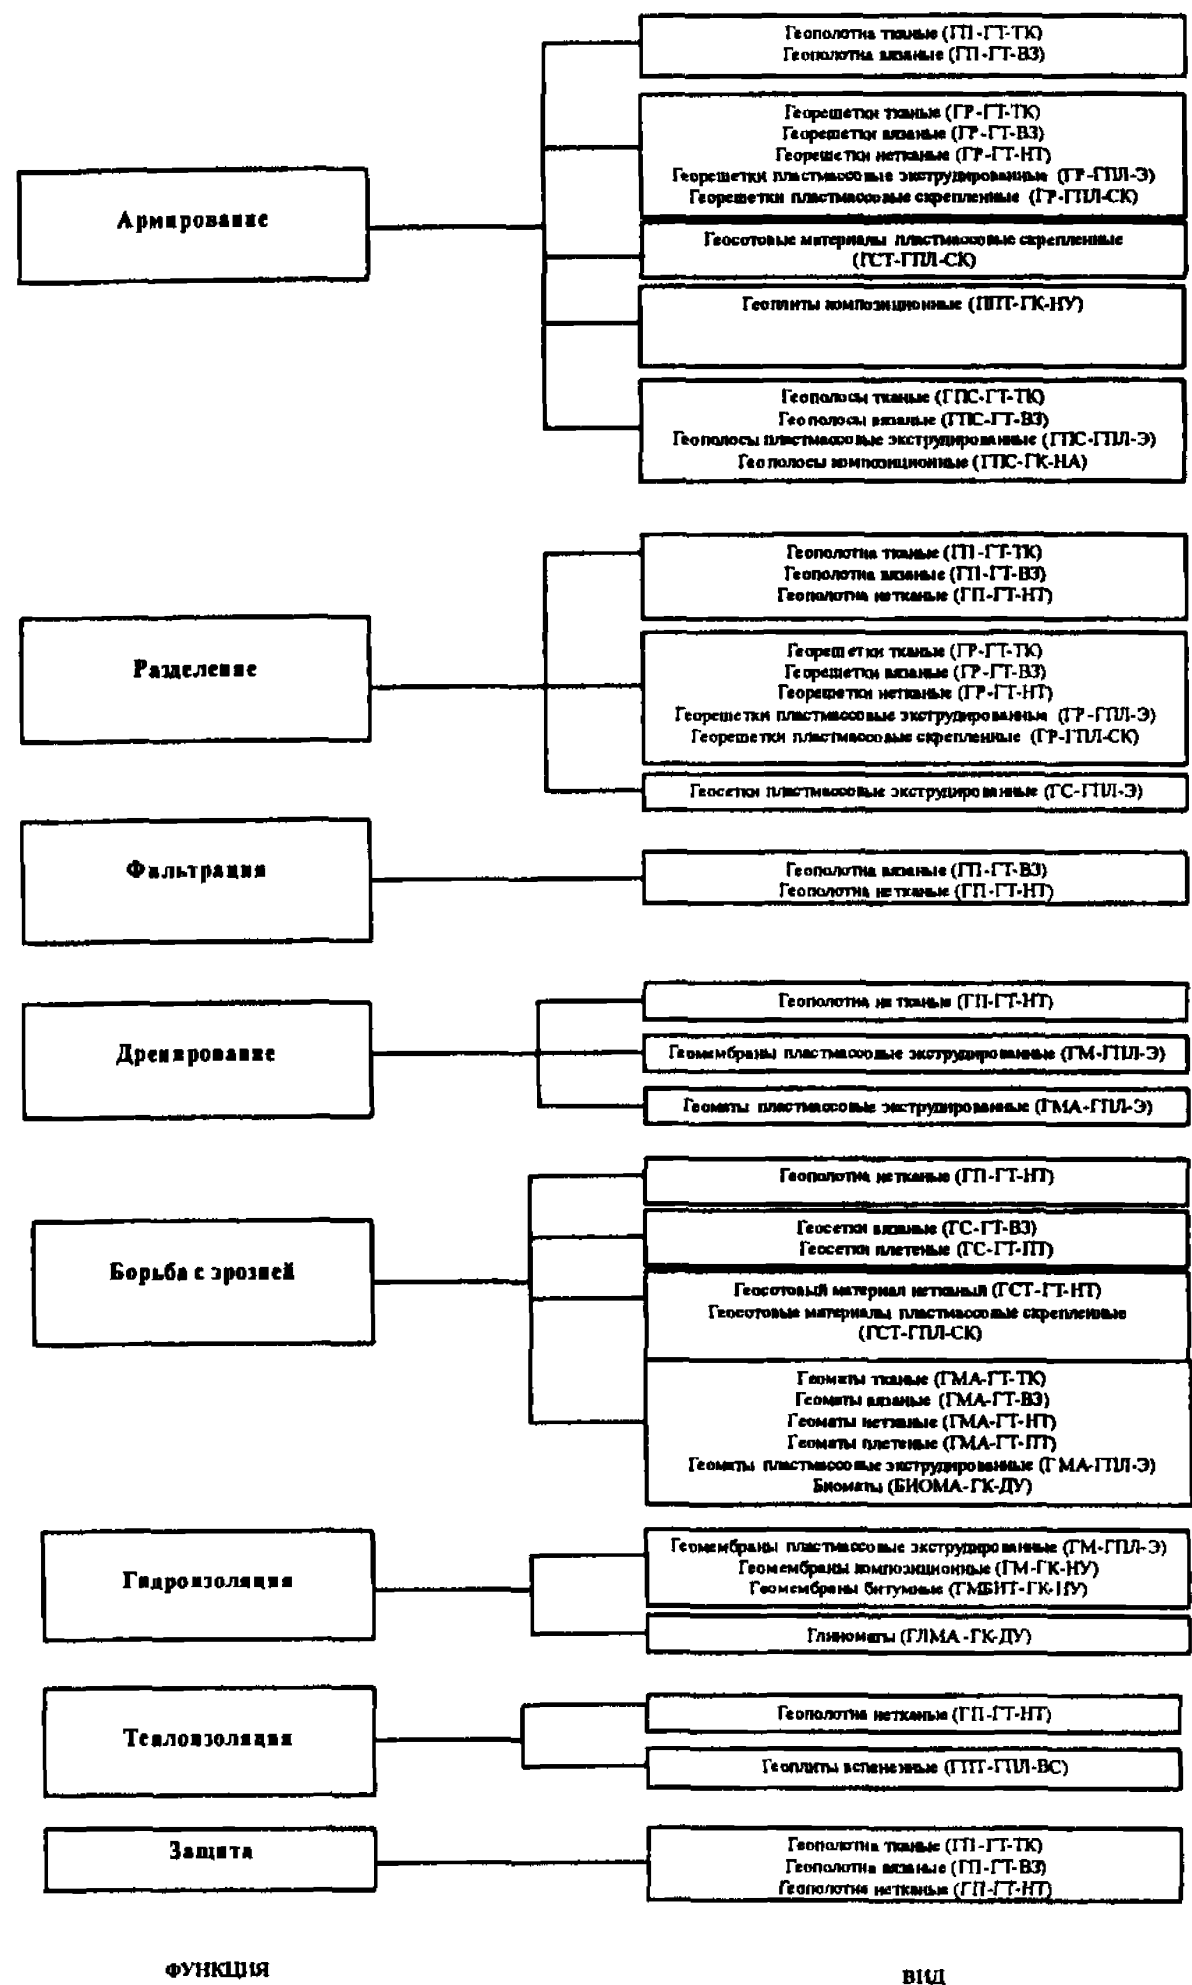 Армирование
Геополотна тканые (ГП-ГТ-ТК)
Геополотна вязаные (ГП-ГТ-ВЗ)
Георешетки тканые (ГР-ГТ-ТК)
Георешетки вязаные (ГР-ГТ-ВЗ)
Георешетки нетканые (ГР-ГТ-НТ)
Георешетки пластмассовые экструдированные (ГР-ГПЛ-Э)
Георешетки пластмассовые скрепленные (ГР-ГПЛ-СК)
Геосотовые материалы пластмассовые скрепленные
(ГСТ-ГПЛ-СК)
Геоплиты композиционные (ГПТ-ГК-НУ)
Геополосы тканые (ГПС-ГТ-ТК)
Геополосы вязаные (ГПС-ГТ-ВЗ)
Геополосы пластмассовые экструдированные (ГПС-ГПЛ-Э)
Геополосы композиционные (ГПС-ГК-НА)
Разделение
Геополотна тканые (ГП-ГТ-ТК)
Геополотна вязаные (ГП-ГТ-ВЗ)
Геополотна нетканые (ГП-ГТ-НТ)
Георешетки тканые (ГР-ГТ-ТК)
Георешетки вязаные (ГР-ГТ-ВЗ)
Георешетки нетканые (ГР-ГТ-НТ)
Георешетки пластмассовые экструдированные (ГР-ГПЛ-Э)
Георешетки пластмассовые скрепленные (ГР-ГПЛ-СК)
Геосетки пластмассовые экструдированные (ГС-ГПЛ-Э)
Фильтрация
Геополотна вязаные (ГП-ГТ-ВЗ)
Геополотна нетканые (ГП-ГТ-НТ)
Дренирование
Геополотна нетканые (ГП-ГТ-НТ)
Геомембраны пластмассовые экструдированные (ГМ-ГПЛ-Э)
Геоматы пластмассовые экструдированные (ГМА-ГПЛ-Э)
Борьба с эрозией
Геополотна нетканые (ГП-ГТ-НТ)
Геосетки вязаные (ГС-ГТ-ВЗ)
Геосетки плетеные (ГС-ГТ-ПТ)
Геосотовый материал нетканый (ГСТ-ГТ-НТ)
Геосотовые материалы пластмассовые скрепленные
(ГСТ-ГПЛ-СК)
Геоматы тканые (ГМА-ГТ-ТК)
Геоматы вязаные (ГМА-ГТ-ВЗ)
Геоматы нетканые (ГМА-ГТ-НТ)
Геоматы плетеные (ГМА-ГТ-ПТ)
Геоматы пластмассовые экструдированные (ГМА-ГПЛ-Э)
Биоматы (БИОМА-ГК-ДУ)
Гидроизоляция
Геомембраны пластмассовые экструдированные (ГМ-ГПЛ-Э)
Геомембраны композиционные (ГМ-ГК-НУ)
Геомембраны битумные (ГМБИТ-ГК-НУ)
Глиноматы (ГЛМА-ГК-ДУ)
Теплоизоляция
Геополотна нетканые (ГП-ГТ-НТ)
Геоплиты вспененные (ГПТ-ГПЛ-ВС)
Защита
Геополотна тканые (ГП-ГТ-ТК)
Геополотна вязаные (ГП-ГТ-ВЗ)
Геополотна нетканые (ГП-ГТ-НТ)
ФУНКЦИЯ
ВИД